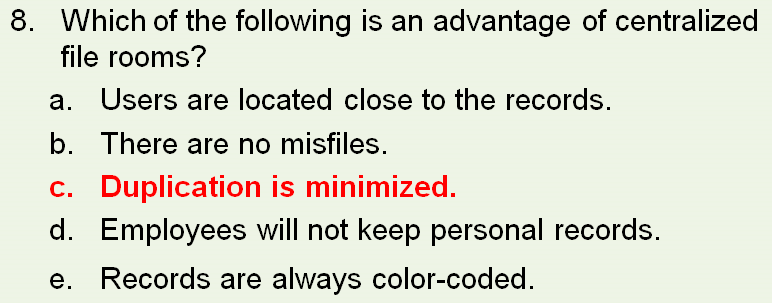 8. Which of the following is an advantage of centralized
file rooms?
a. Users are located close to the records.
b. There are no misfiles.
c. Duplication is minimized.
d. Employees will not keep personal records.
e. Records are always color-coded.